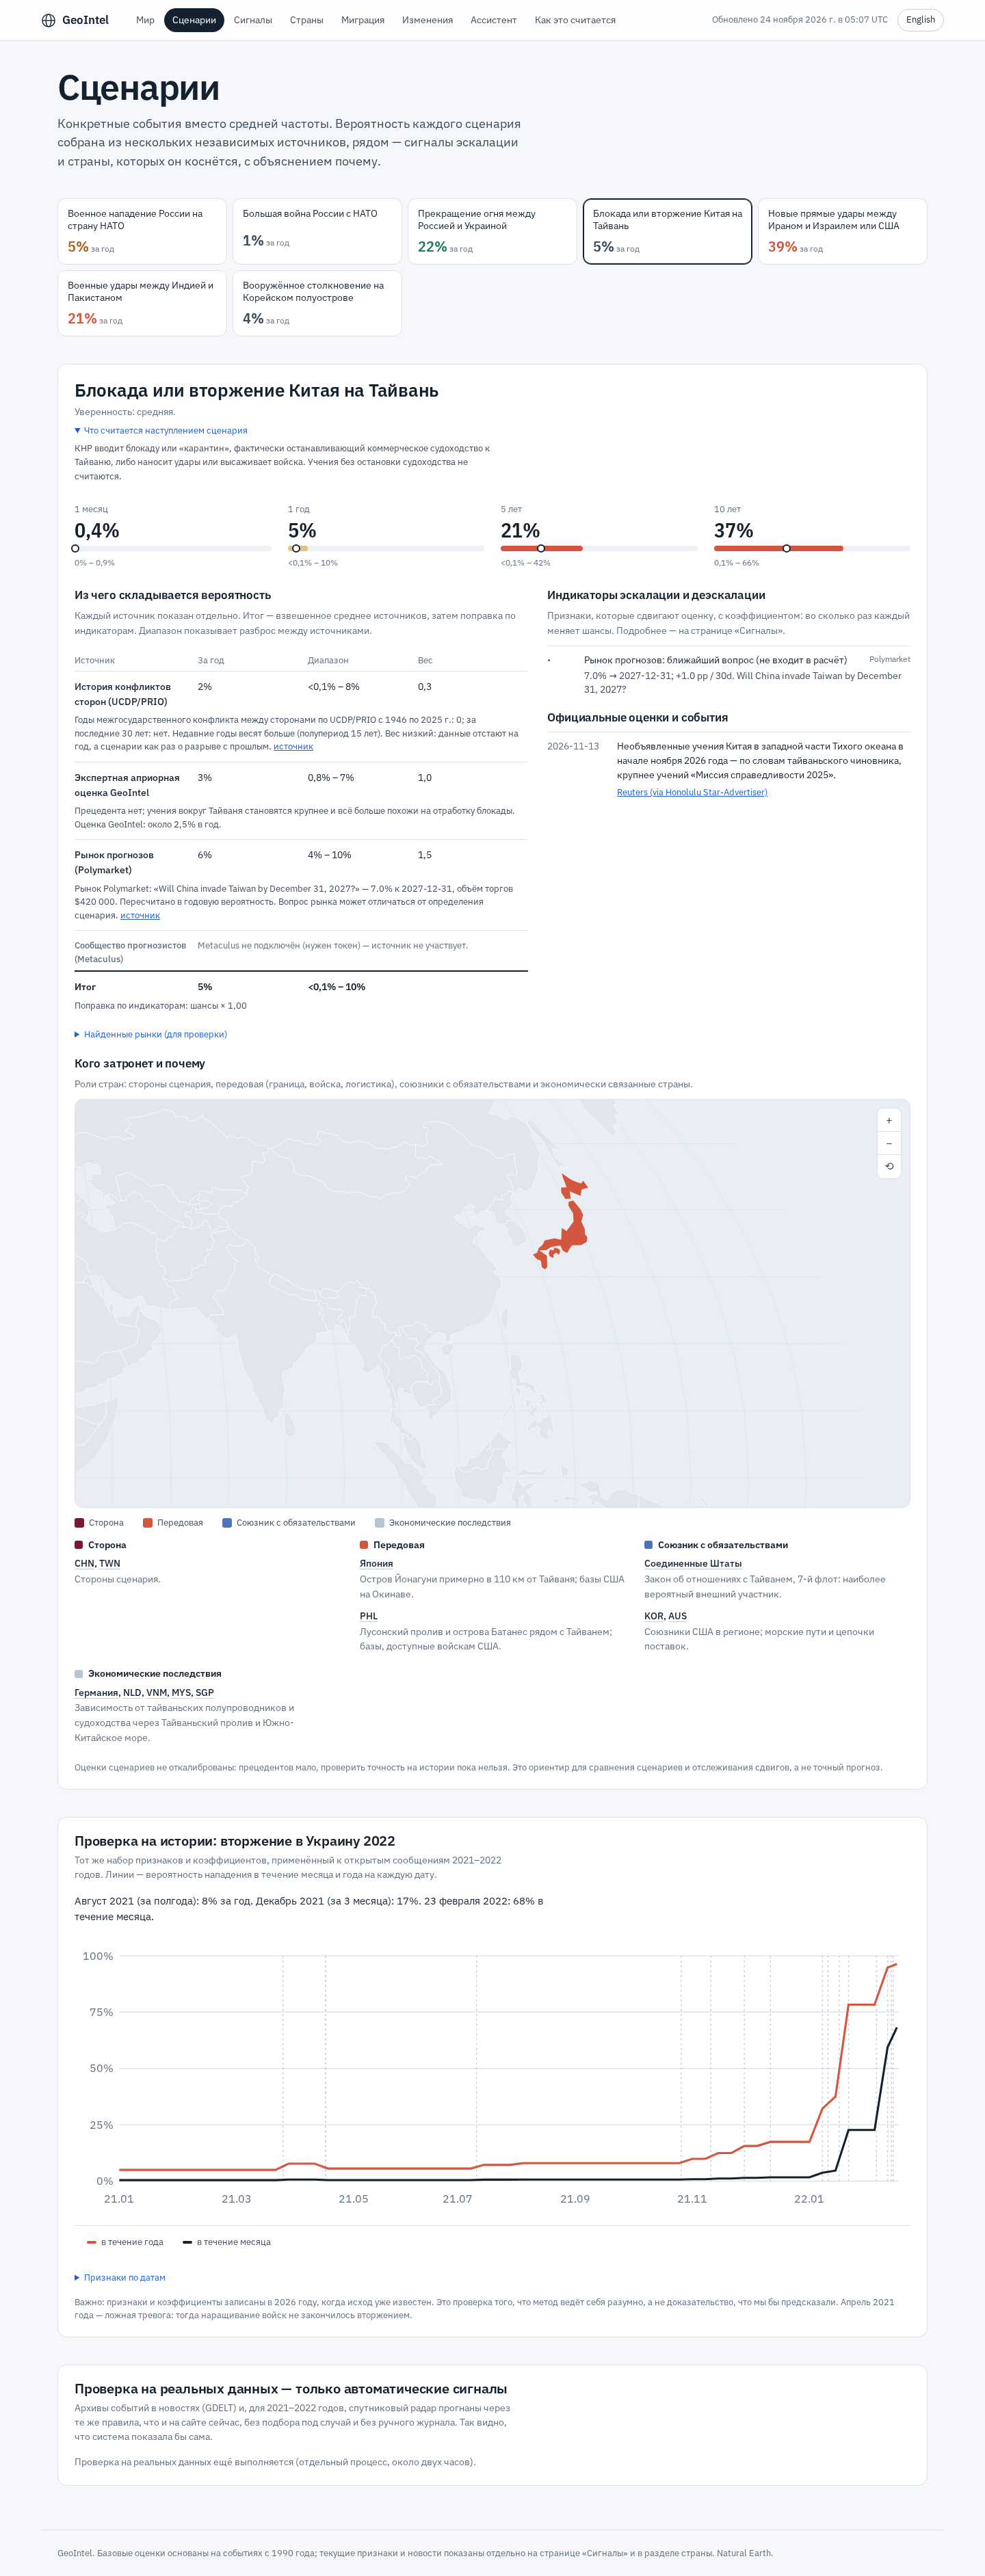 GeoIntel
Мир
Сценарии
Сигналы
Страны
Миграция
Изменения
Ассистент
Как это считается
Обновлено 24 ноября 2026 г. в 05:07 UTC
English
Сценарии
Конкретные события вместо средней частоты. Вероятность каждого сценария
собрана из нескольких независимых источников, рядом — сигналы эскалации
и страны, которых он коснётся, с объяснением почему.
Военное нападение России на
страну НАТО
5% за год
Большая война России с НАТО
1% за год
Прекращение огня между
Россией и Украиной
22% за год
Блокада или вторжение Китая на
Тайвань
5% за год
Новые прямые удары между
Ираном и Израилем или США
39% за год
Военные удары между Индией и
Пакистаном
21% за год
Вооружённое столкновение на
Корейском полуострове
4% за год
Блокада или вторжение Китая на Тайвань
Уверенность: средняя.
▼ Что считается наступлением сценария
КНР вводит блокаду или «карантин», фактически останавливающий коммерческое судоходство к
Тайваню, либо наносит удары или высаживает войска. Учения без остановки судоходства не
считаются.
1 месяц
0,4%
0% – 0,9%
1 год
5%
<0,1% – 10%
5 лет
21%
<0,1% – 42%
10 лет
37%
0,1% – 66%
Из чего складывается вероятность
Каждый источник показан отдельно. Итог — взвешенное среднее источников, затем поправка по
индикаторам. Диапазон показывает разброс между источниками.
Источник За год Диапазон Вес
История конфликтов
сторон (UCDP/PRIO)
2% <0,1% – 8% 0,3
Годы межгосударственного конфликта между сторонами по UCDP/PRIO с 1946 по 2025 г.: 0; за
последние 30 лет: нет. Недавние годы весят больше (полупериод 15 лет). Вес низкий: данные отстают на
год, а сценарии как раз о разрыве с прошлым. источник
Экспертная априорная
оценка GeoIntel
3% 0,8% – 7% 1,0
Прецедента нет; учения вокруг Тайваня становятся крупнее и всё больше похожи на отработку блокады.
Оценка GeoIntel: около 2,5% в год.
Рынок прогнозов
(Polymarket)
6% 4% – 10% 1,5
Рынок Polymarket: «Will China invade Taiwan by December 31, 2027?» — 7.0% к 2027-12-31, объём торгов
$420 000. Пересчитано в годовую вероятность. Вопрос рынка может отличаться от определения
сценария. источник
Сообщество прогнозистов
(Metaculus)
Metaculus не подключён (нужен токен) — источник не участвует.
Итог 5% <0,1% – 10%
Поправка по индикаторам: шансы × 1,00
▶ Найденные рынки (для проверки)
Индикаторы эскалации и деэскалации
Признаки, которые сдвигают оценку, с коэффициентом: во сколько раз каждый
меняет шансы. Подробнее — на странице «Сигналы».
· Рынок прогнозов: ближайший вопрос (не входит в расчёт) Polymarket
7.0% → 2027-12-31; +1.0 pp / 30d. Will China invade Taiwan by December
31, 2027?
Официальные оценки и события
2026-11-13 Необъявленные учения Китая в западной части Тихого океана в
начале ноября 2026 года — по словам тайваньского чиновника,
крупнее учений «Миссия справедливости 2025».
Reuters (via Honolulu Star-Advertiser)
Кого затронет и почему
Роли стран: стороны сценария, передовая (граница, войска, логистика), союзники с обязательствами и экономически связанные страны.
+
−
⟲
Сторона
Передовая
Союзник с обязательствами
Экономические последствия
Сторона
CHN, TWN
Стороны сценария.
Передовая
Япония
Остров Йонагуни примерно в 110 км от Тайваня; базы США
на Окинаве.
PHL
Лусонский пролив и острова Батанес рядом с Тайванем;
базы, доступные войскам США.
Союзник с обязательствами
Соединенные Штаты
Закон об отношениях с Тайванем, 7-й флот: наиболее
вероятный внешний участник.
KOR, AUS
Союзники США в регионе; морские пути и цепочки
поставок.
Экономические последствия
Германия, NLD, VNM, MYS, SGP
Зависимость от тайваньских полупроводников и
судоходства через Тайваньский пролив и Южно-
Китайское море.
Оценки сценариев не откалиброваны: прецедентов мало, проверить точность на истории пока нельзя. Это ориентир для сравнения сценариев и отслеживания сдвигов, а не точный прогноз.
Проверка на истории: вторжение в Украину 2022
Тот же набор признаков и коэффициентов, применённый к открытым сообщениям 2021–2022
годов. Линии — вероятность нападения в течение месяца и года на каждую дату.
Август 2021 (за полгода): 8% за год. Декабрь 2021 (за 3 месяца): 17%. 23 февраля 2022: 68% в
течение месяца.
100%
75%
50%
25%
0%
21.01 21.03 21.05 21.07 21.09 21.11 22.01
в течение года
в течение месяца
▶ Признаки по датам
Важно: признаки и коэффициенты записаны в 2026 году, когда исход уже известен. Это проверка того, что метод ведёт себя разумно, а не доказательство, что мы бы предсказали. Апрель 2021
года — ложная тревога: тогда наращивание войск не закончилось вторжением.
Проверка на реальных данных — только автоматические сигналы
Архивы событий в новостях (GDELT) и, для 2021–2022 годов, спутниковый радар прогнаны через
те же правила, что и на сайте сейчас, без подбора под случай и без ручного журнала. Так видно,
что система показала бы сама.
Проверка на реальных данных ещё выполняется (отдельный процесс, около двух часов).
GeoIntel. Базовые оценки основаны на событиях с 1990 года; текущие признаки и новости показаны отдельно на странице «Сигналы» и в разделе страны. Natural Earth.